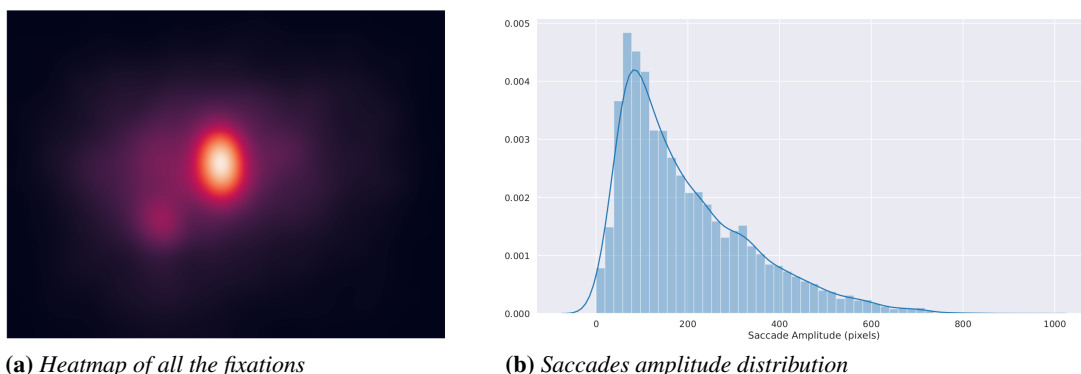 0.005
0.004
0.003
0.002
0.001
0.000
0 200 400 600 800 1000
Saccade Amplitude (pixels)
(a) Heatmap of all the fixations
(b) Saccades amplitude distribution